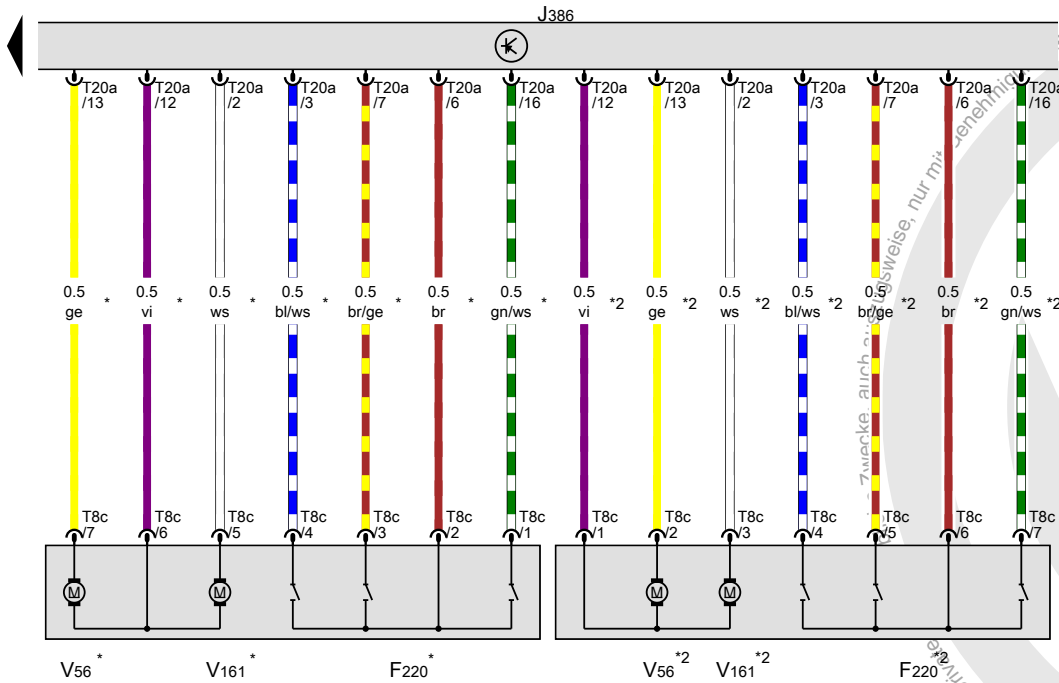 J386
T20a T20a T20a T20a T20a T20a T20a T20a T20a T20a T20a T20a T20a T20a
/13 /12 /2 /3 /7 /6 /16 /12 /13 /2 /3 /7 /6 /16
0.5 0.5 0.5 0.5 0.5 0.5 0.5 0.5 0.5 0.5 0.5 0.5 0.5 0.5
ge * vi * ws * bl/ws * br/ge * br * gn/ws * vi *2 ge *2 ws *2 bl/ws *2 br/ge *2 br *2 gn/ws *2
T8c T8c T8c T8c T8c T8c T8c T8c T8c T8c T8c T8c T8c T8c
/7 /6 /5 /4 /3 /2 /1 /1 /2 /3 /4 /5 /6 /7
M M M M
V56 * V161 * F220 * V56 *2 V161 *2 F220 *2
Zwecke, auch auszugsweise, nur mit